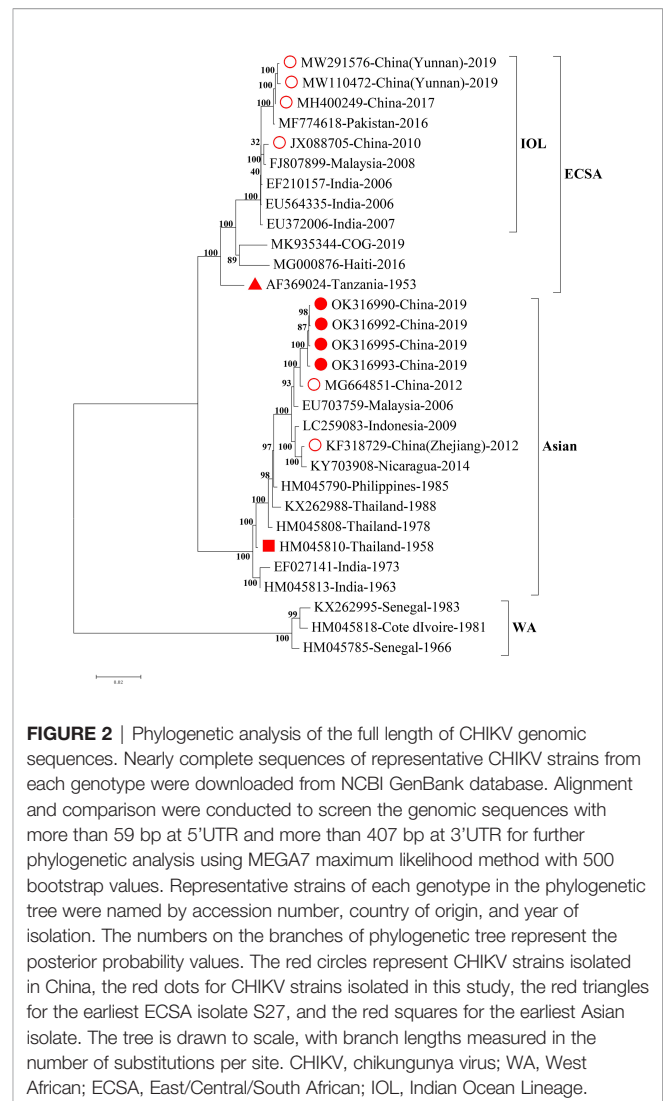 MW291576-China(Yunnan)-2019
MW110472-China(Yunnan)-2019
MH400249-China-2017
MF774618-Pakistan-2016
JX088705-China-2010
FJ807899-Malaysia-2008
EF210157-India-2006
EU564335-India-2006
EU372006-India-2007
MK935344-COG-2019
MG000876-Haiti-2016
AF369024-Tanzania-1953
OK316990-China-2019
OK316992-China-2019
OK316995-China-2019
OK316993-China-2019
MG664851-China-2012
EU703759-Malaysia-2006
LC259083-Indonesia-2009
KF318729-China(Zhejiang)-2012
KY703908-Nicaragua-2014
HM045790-Philippines-1985
KX262988-Thailand-1988
HM045808-Thailand-1978
HM045810-Thailand-1958
EF027141-India-1973
HM045813-India-1963
KX262995-Senegal-1983
HM045818-Cote dIvoire-1981
HM045785-Senegal-1966
IOL
ECSA
Asian
WA
100
100
100
32
100
40
100
100
89
100
98
87
100
93
100
100
100
97
98
100
100
100
100
99
100
0.02
FIGURE 2 | Phylogenetic analysis of the full length of CHIKV genomic
sequences. Nearly complete sequences of representative CHIKV strains from
each genotype were downloaded from NCBI GenBank database. Alignment
and comparison were conducted to screen the genomic sequences with
more than 59 bp at 5'UTR and more than 407 bp at 3'UTR for further
phylogenetic analysis using MEGA7 maximum likelihood method with 500
bootstrap values. Representative strains of each genotype in the phylogenetic
tree were named by accession number, country of origin, and year of
isolation. The numbers on the branches of phylogenetic tree represent the
posterior probability values. The red circles represent CHIKV strains isolated
in China, the red dots for CHIKV strains isolated in this study, the red triangles
for the earliest ECSA isolate S27, and the red squares for the earliest Asian
isolate. The tree is drawn to scale, with branch lengths measured in the
number of substitutions per site. CHIKV, chikungunya virus; WA, West
African; ECSA, East/Central/South African; IOL, Indian Ocean Lineage.